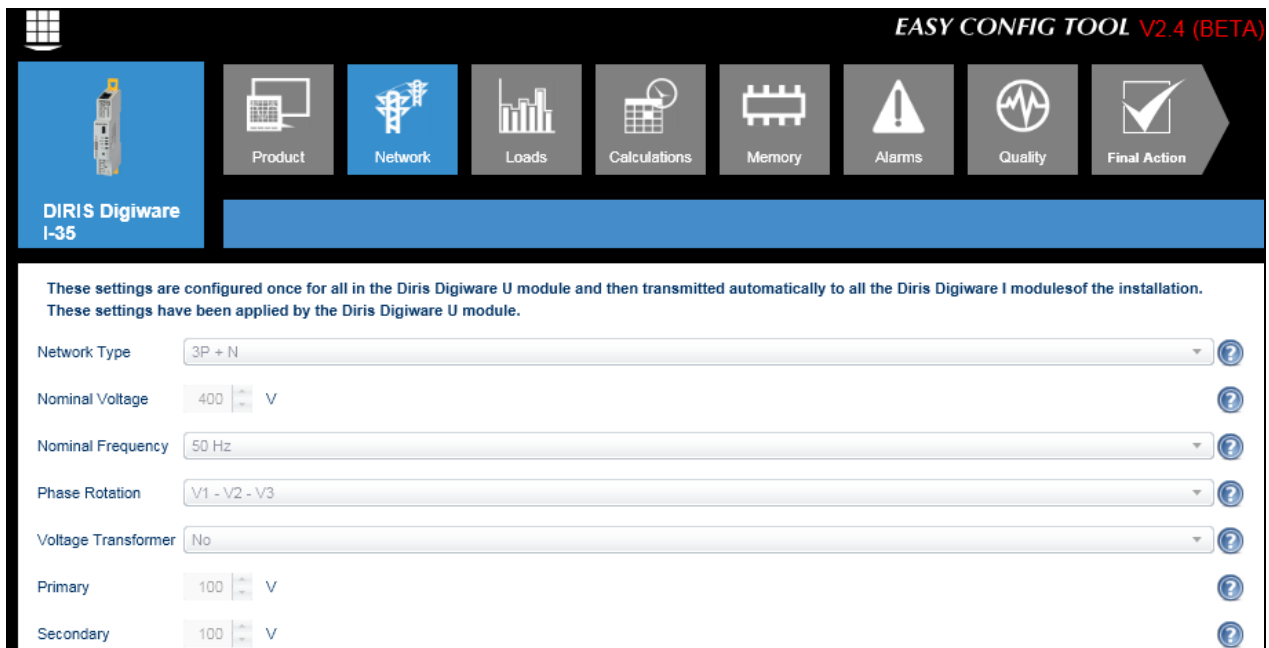 EASY CONFIG TOOL V2.4 (BETA)
Product
Network
Loads
Calculations
Memory
Alarms
Quality
Final Action
DIRIS Digiware
I-35
These settings are configured once for all in the Diris Digiware U module and then transmitted automatically to all the Diris Digiware I modulesof the installation.
These settings have been applied by the Diris Digiware U module.
Network Type 3P + N ?
Nominal Voltage 400 V ?
Nominal Frequency 50 Hz ?
Phase Rotation V1 - V2 - V3 ?
Voltage Transformer No ?
Primary 100 V ?
Secondary 100 V ?